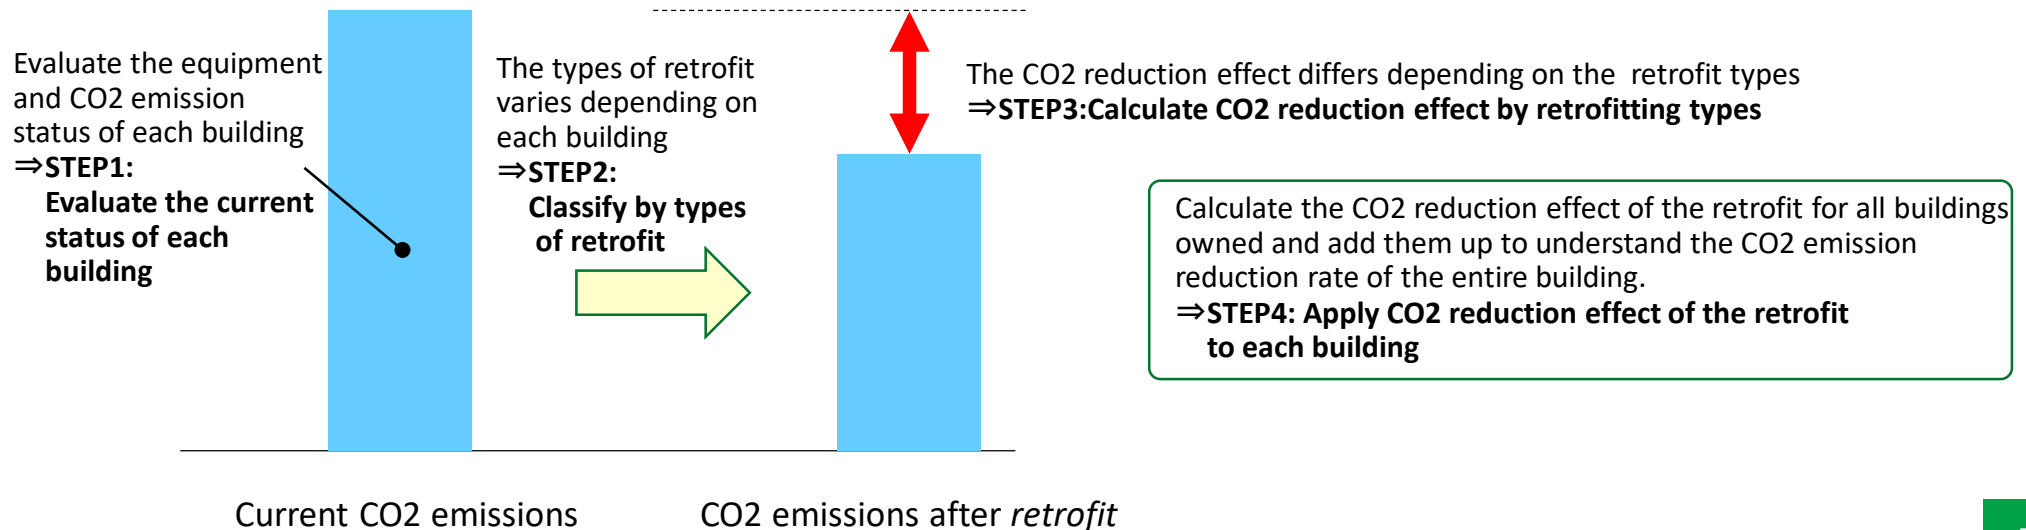 Evaluate the equipment
and CO2 emission
status of each building
⇒STEP1:
Evaluate the current
status of each
building
The types of retrofit
varies depending on
each building
⇒STEP2:
Classify by types
of retrofit
The CO2 reduction effect differs depending on the retrofit types
⇒STEP3:Calculate CO2 reduction effect by retrofitting types
Calculate the CO2 reduction effect of the retrofit for all buildings
owned and add them up to understand the CO2 emission
reduction rate of the entire building.
⇒STEP4: Apply CO2 reduction effect of the retrofit
to each building
Current CO2 emissions
CO2 emissions after retrofit